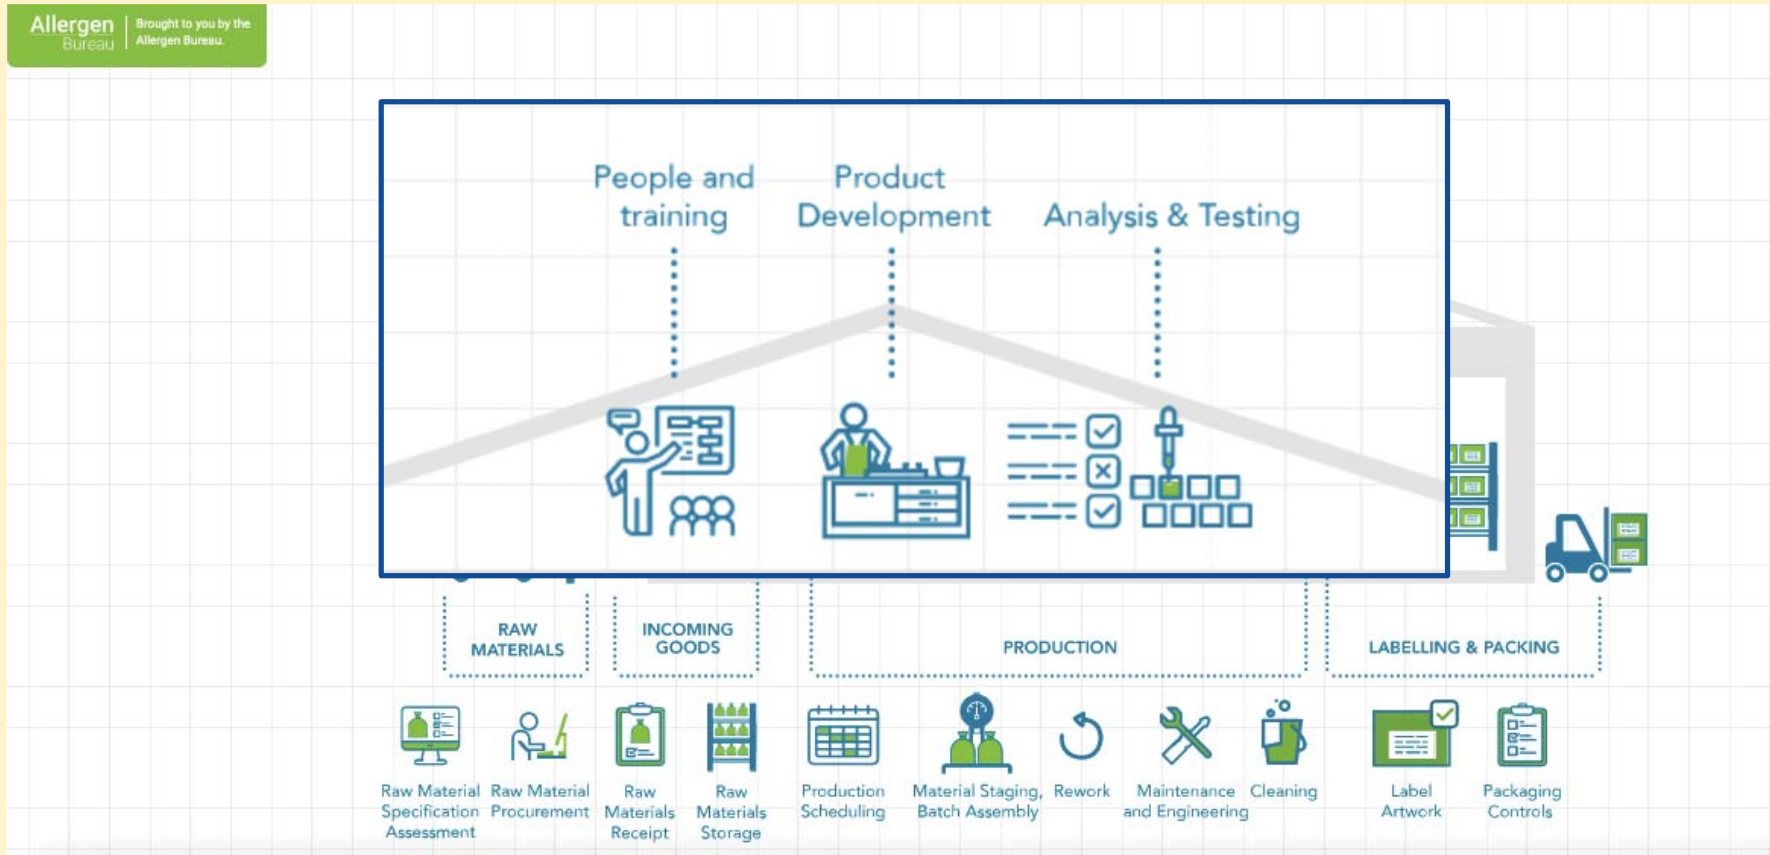 Allergen
Bureau
Brought to you by the
Allergen Bureau.
People and
training
Product
Development
Analysis & Testing
RAW
MATERIALS
INCOMING
GOODS
PRODUCTION
LABELLING & PACKING
Raw Material
Specification
Assessment
Raw Material
Procurement
Raw
Materials
Receipt
Raw
Materials
Storage
Production
Scheduling
Material Staging,
Batch Assembly
Rework
Maintenance
and Engineering
Cleaning
Label
Artwork
Packaging
Controls